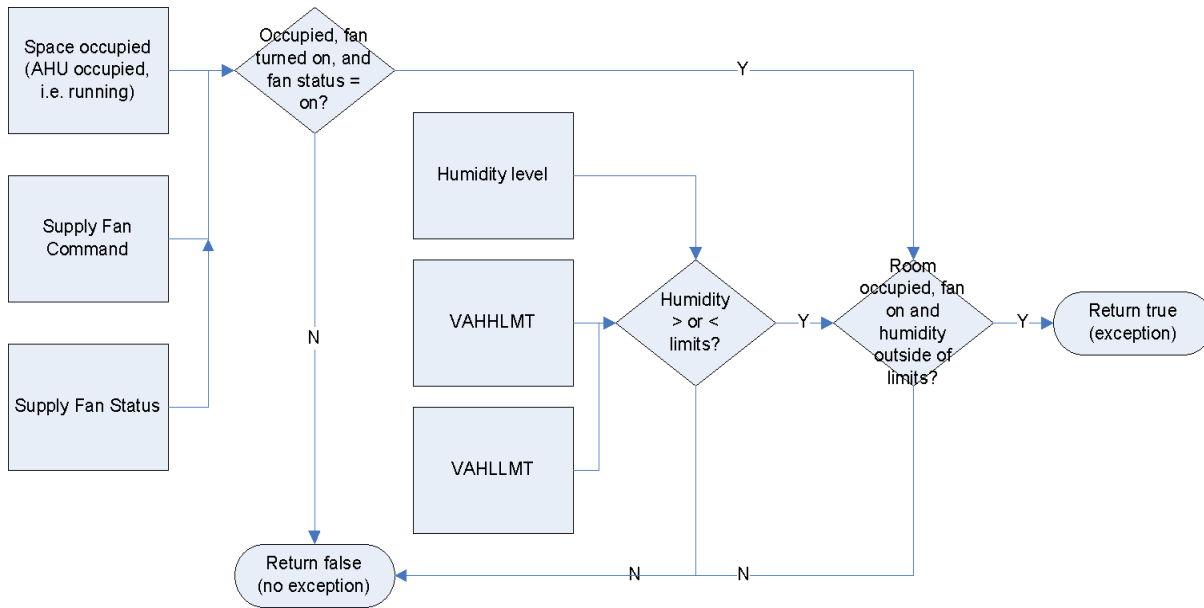 Space occupied
(AHU occupied,
i.e. running)
Occupied, fan
turned on, and
fan status =
on?
Y
Humidity level
Supply Fan
Command
Room
occupied, fan
on and
humidity
outside of
limits?
Humidity
> or <
limits?
VAHHLMT
Y
Y
Return true
(exception)
N
Supply Fan Status
VAHLLMT
Return false
(no exception)
N
N